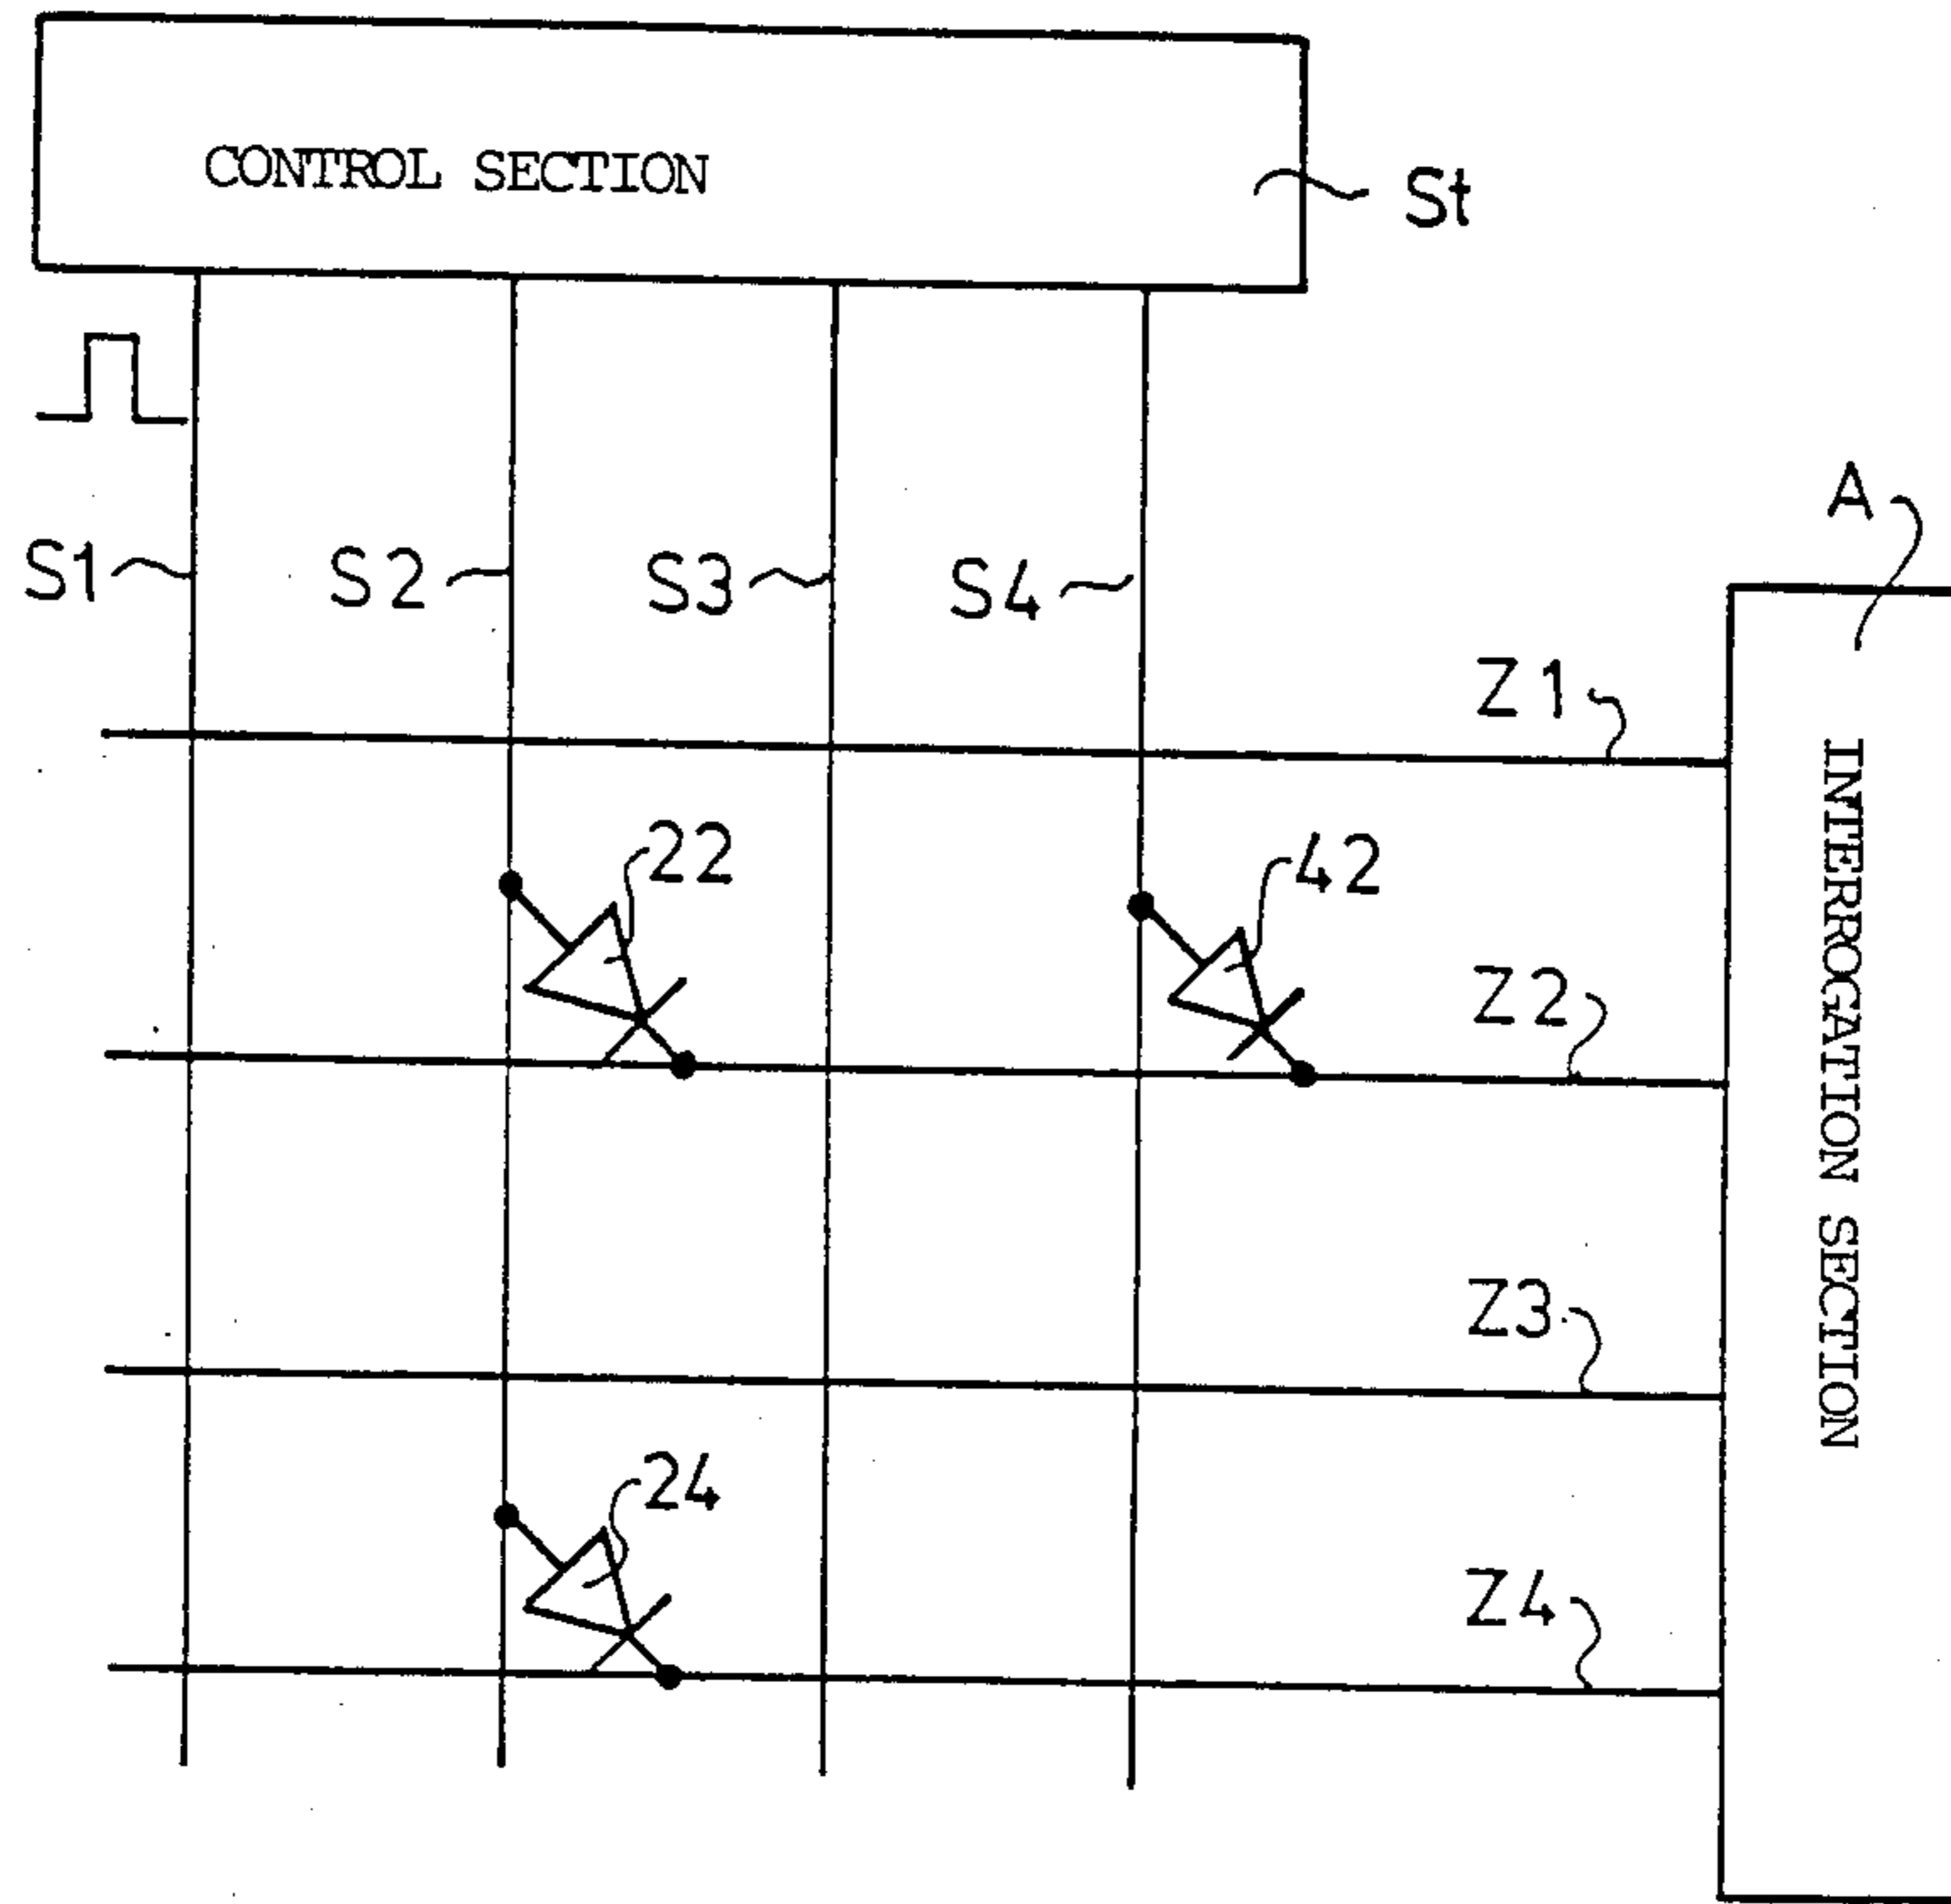 CONTROL SECTION
St
A
S1
S2
S3
S4
Z1
22
42
Z2
Z3
24
Z4
INTERROGATION SECTION